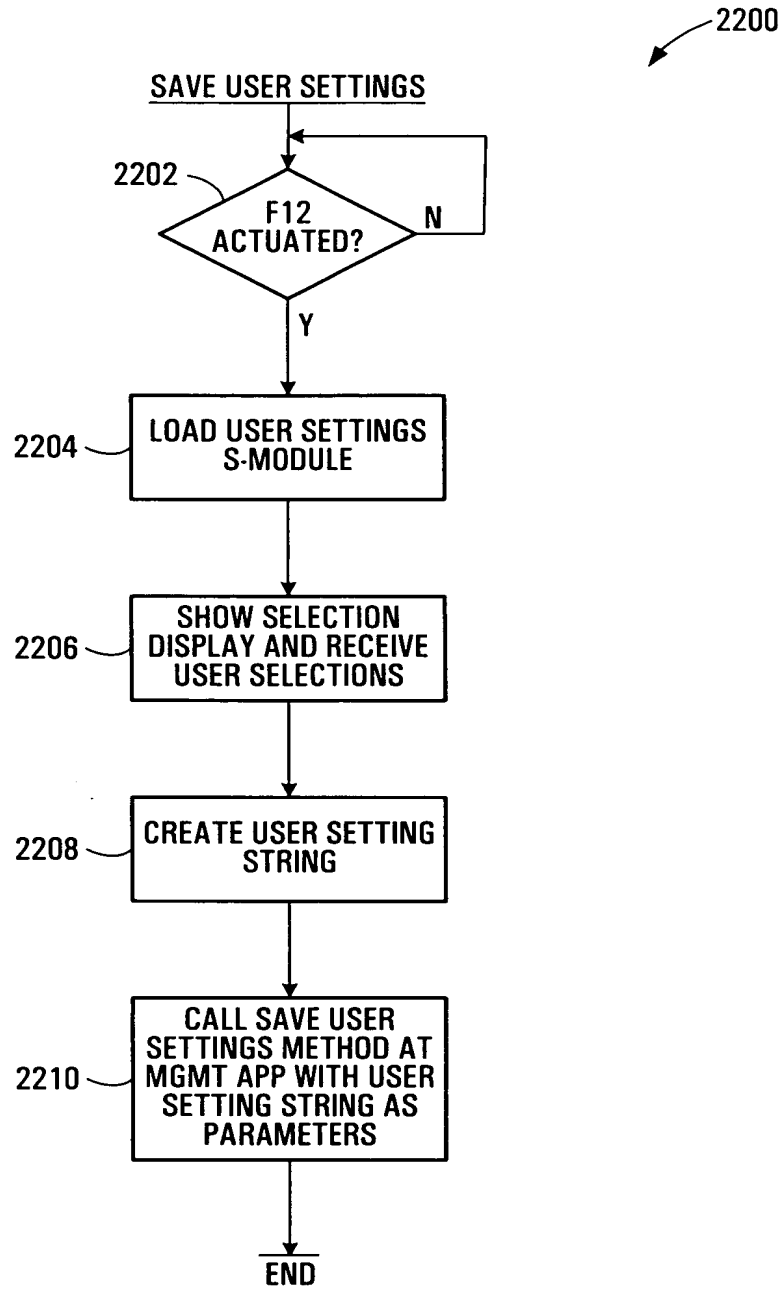 2200
SAVE USER SETTINGS
2202
F12
ACTUATED?
N
Y
2204
LOAD USER SETTINGS
S-MODULE
2206
SHOW SELECTION
DISPLAY AND RECEIVE
USER SELECTIONS
2208
CREATE USER SETTING
STRING
2210
CALL SAVE USER
SETTINGS METHOD AT
MGMT APP WITH USER
SETTING STRING AS
PARAMETERS
END